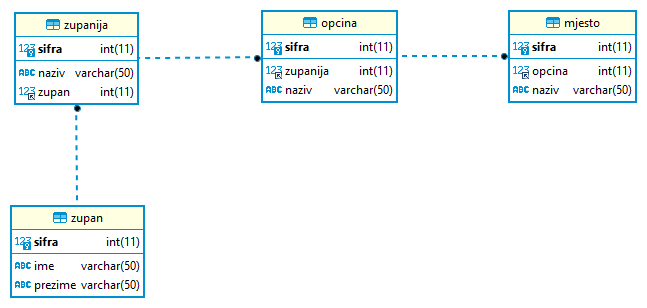 zupanija
123 sifra int(11)
ABC naziv varchar(50)
123 zupan int(11)
opcina
123 sifra int(11)
123 zupanija int(11)
ABC naziv varchar(50)
mjesto
123 sifra int(11)
123 opcina int(11)
ABC naziv varchar(50)
zupan
123 sifra int(11)
ABC ime varchar(50)
ABC prezime varchar(50)